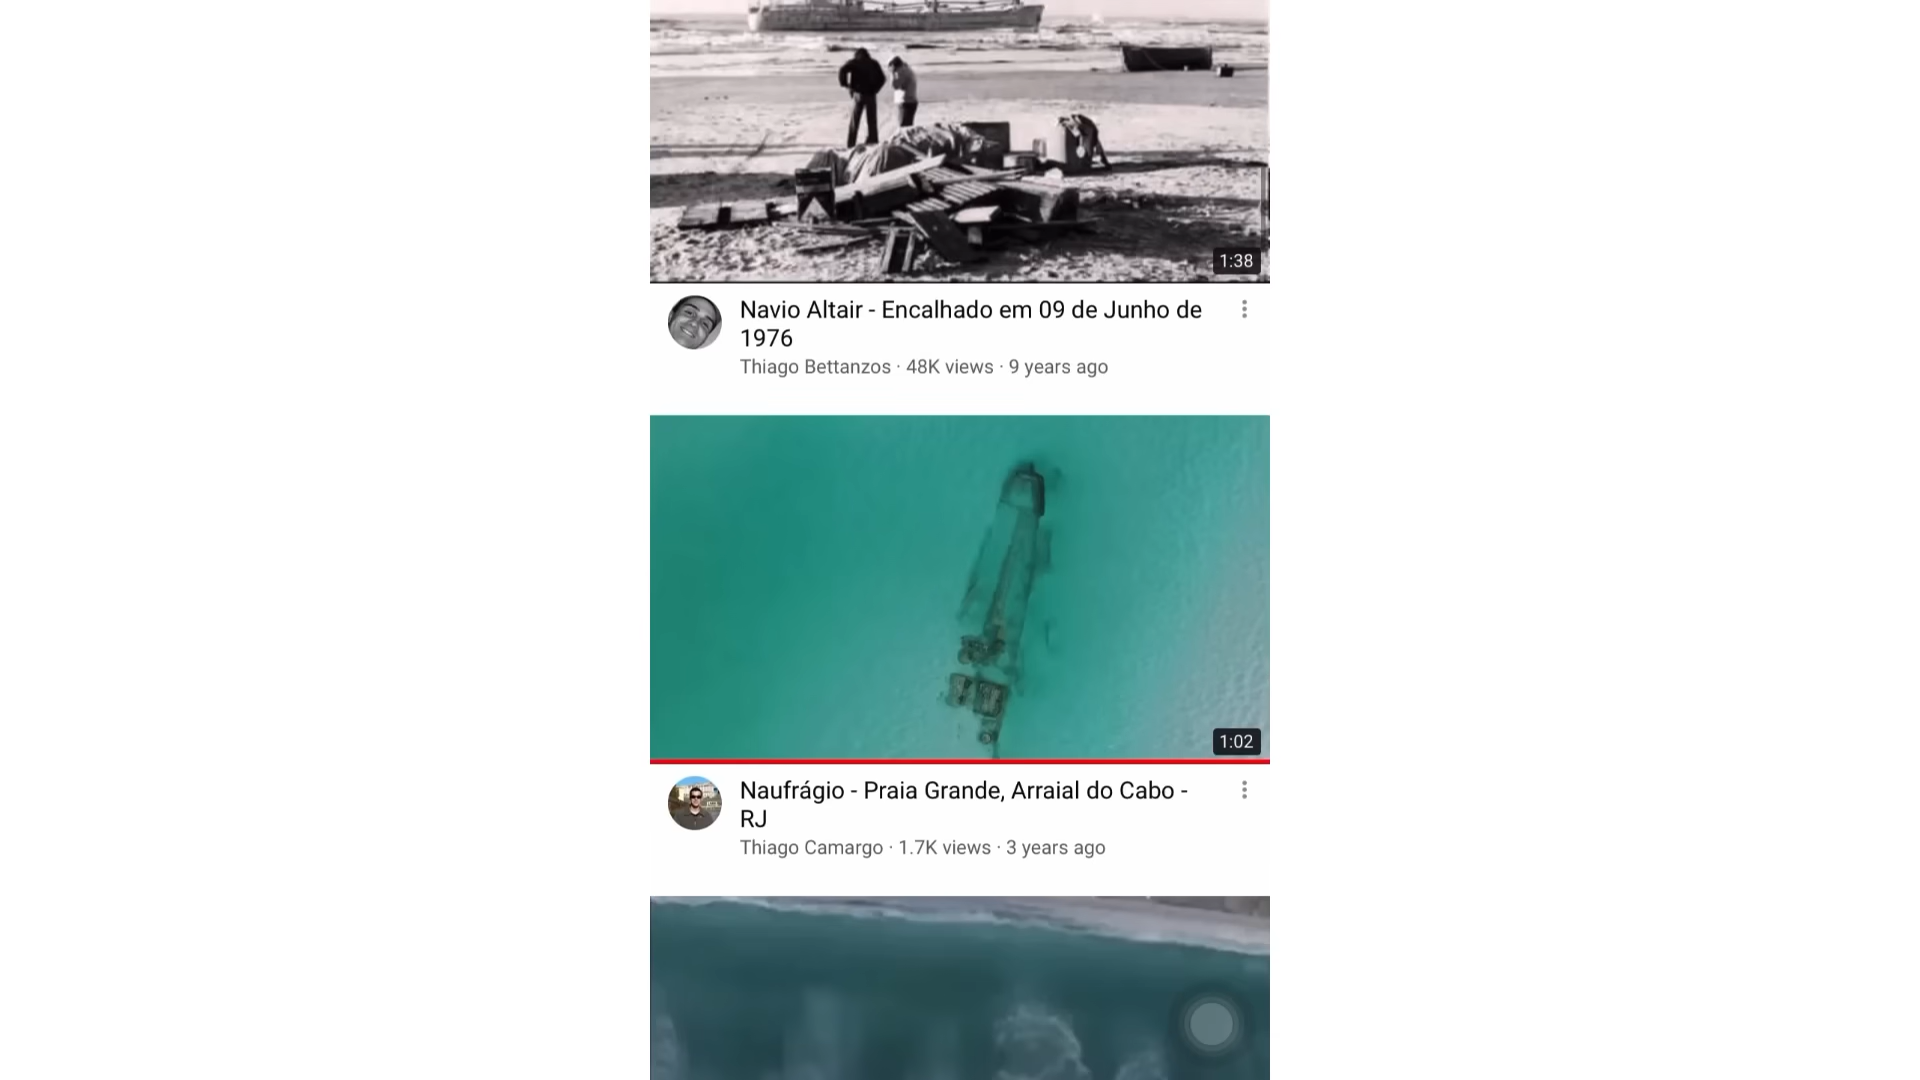 1:38
Navio Altair - Encalhado em 09 de Junho de
1976
Thiago Bettanzos · 48K views · 9 years ago
1:02
Naufrágio - Praia Grande, Arraial do Cabo -
RJ
Thiago Camargo · 1.7K views · 3 years ago